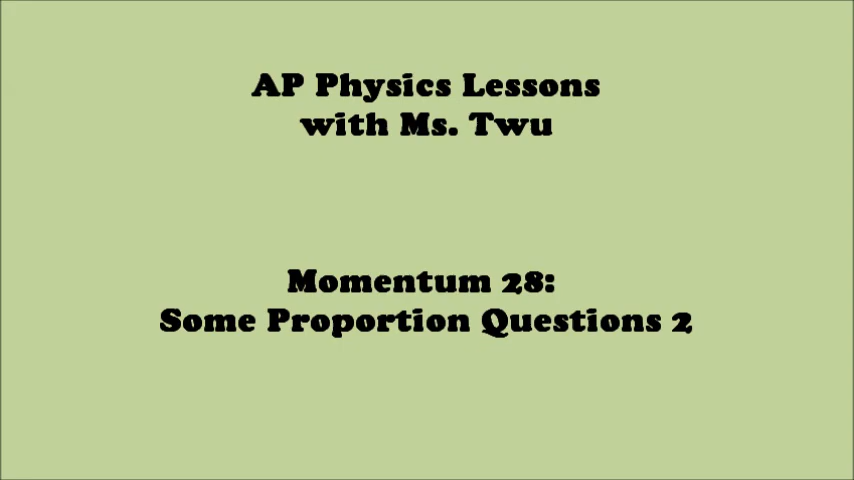 AP Physics Lessons
with Ms. Twu
Momentum 28:
Some Proportion Questions 2